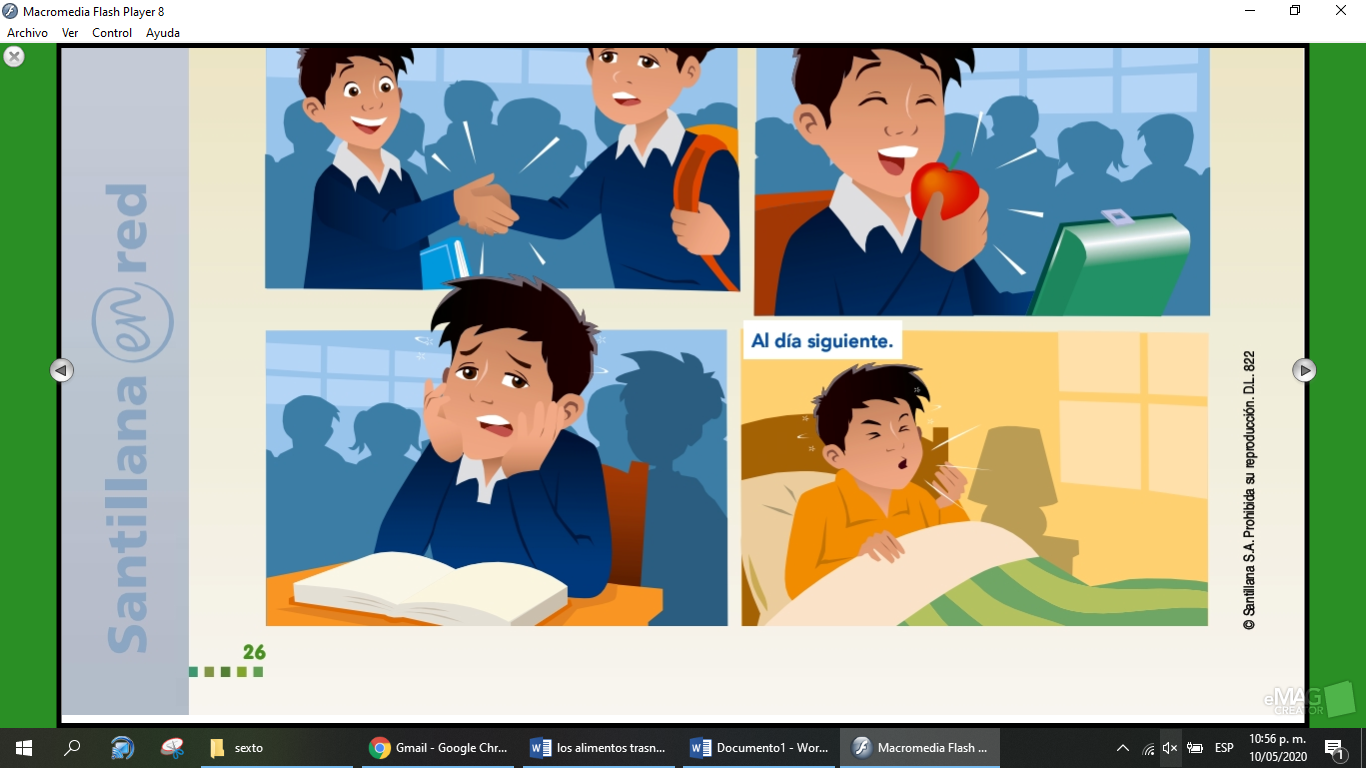 Macromedia Flash Player 8
Archivo Ver Control Ayuda
Santillana en red
Al día siguiente.
© Santillana S.A. Prohibida su reproducción. D.L. 822
26
eMAG
CREATOR
sexto
Gmail - Google Chr...
los alimentos trasn...
Documento1 - Wor...
Macromedia Flash ...
ESP
10:56 p. m.
10/05/2020
1